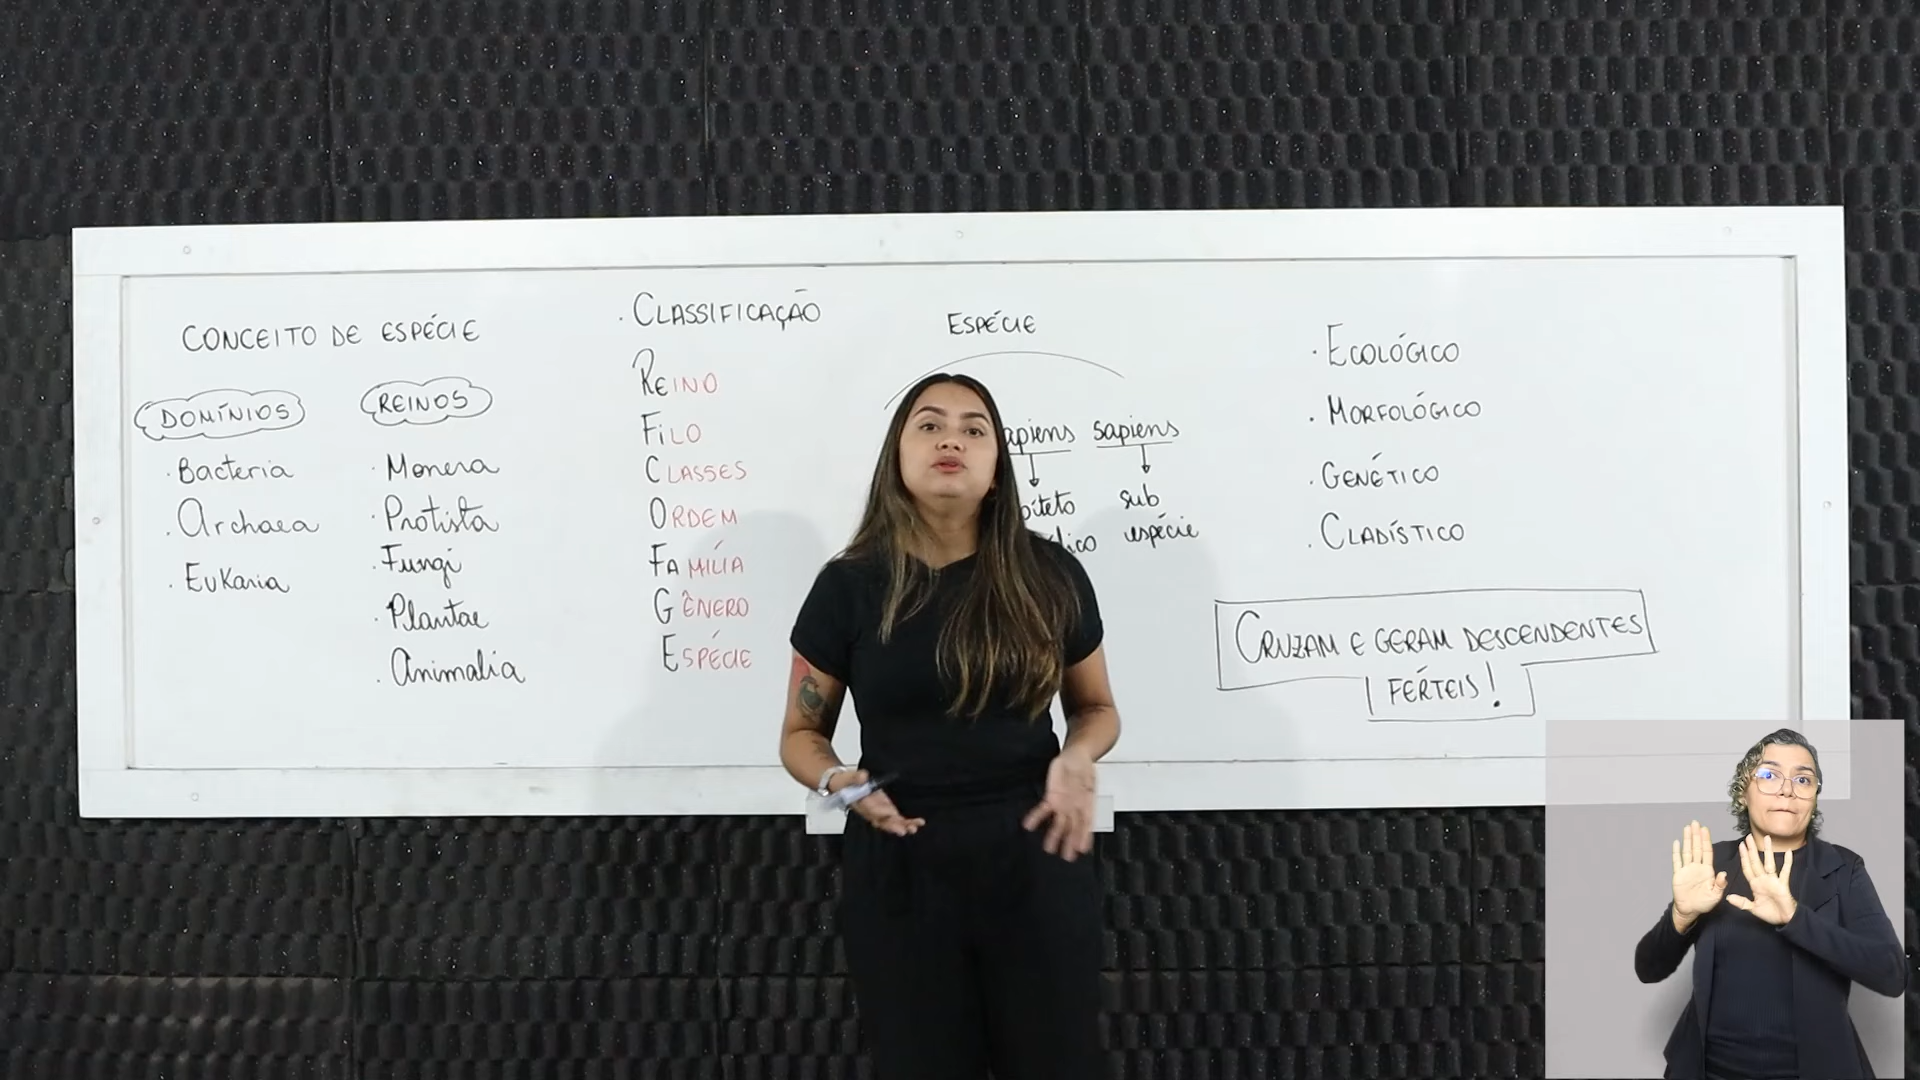 CONCEITO DE ESPÉCIE
DOMÍNIOS
· Bacteria
· Archaea
· Eukaria
REINOS
· Monera
· Protista
· Fungi
· Plantae
· Animalia
· CLASSIFICAÇÃO
REINO
FILO
CLASSES
ORDEM
FAMÍLIA
GÊNERO
ESPÉCIE
ESPÉCIE
apiens sapiens
sub
espécie
· ECOLÓGICO
· MORFOLÓGICO
· GENÉTICO
· CLADÍSTICO
CRUZAM E GERAM DESCENDENTES
FÉRTEIS!